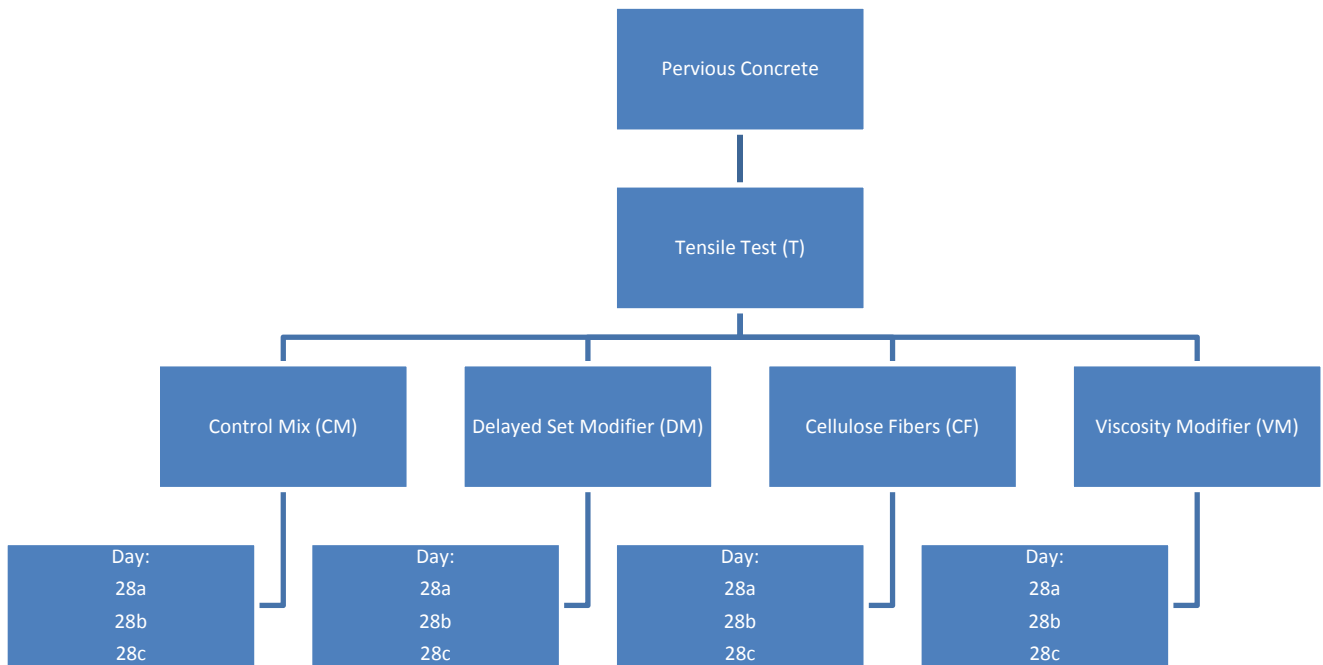 Pervious Concrete
Tensile Test (T)
Control Mix (CM)
Delayed Set Modifier (DM)
Cellulose Fibers (CF)
Viscosity Modifier (VM)
Day:
28a
28b
28c
Day:
28a
28b
28c
Day:
28a
28b
28c
Day:
28a
28b
28c